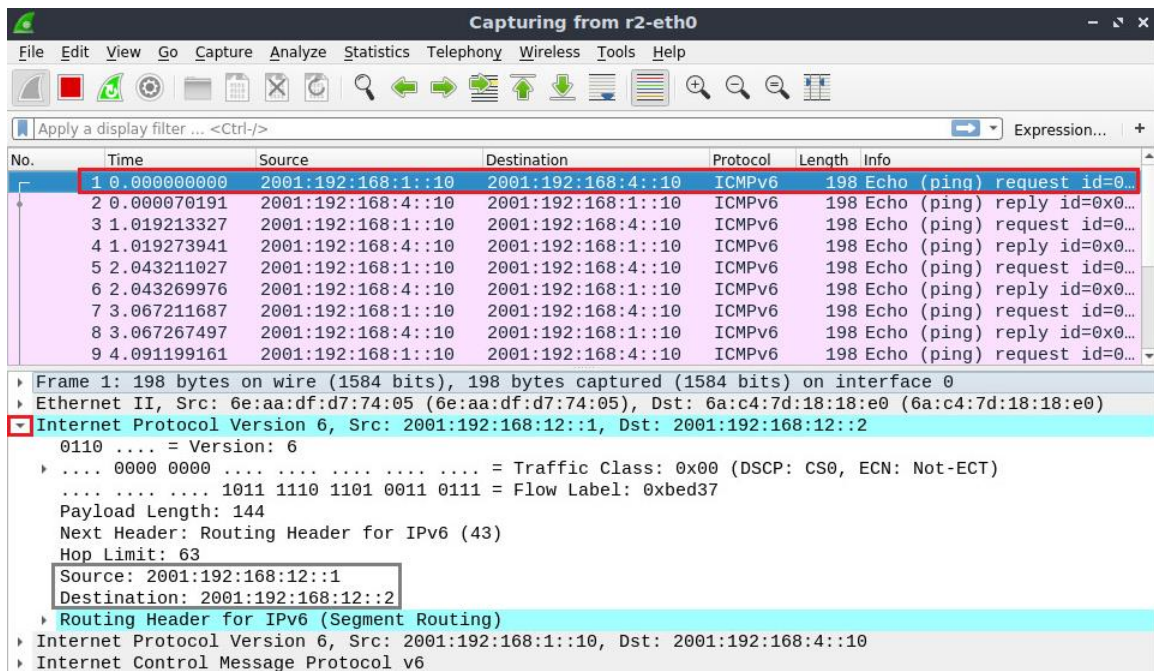 Capturing from r2-eth0
File Edit View Go Capture Analyze Statistics Telephony Wireless Tools Help
Apply a display filter ... <Ctrl-/> Expression... +
No. Time Source Destination Protocol Length Info
1 0.000000000 2001:192:168:1::10 2001:192:168:4::10 ICMPv6 198 Echo (ping) request id=0…
2 0.000070191 2001:192:168:4::10 2001:192:168:1::10 ICMPv6 198 Echo (ping) reply id=0x0…
3 1.019213327 2001:192:168:1::10 2001:192:168:4::10 ICMPv6 198 Echo (ping) request id=0…
4 1.019273941 2001:192:168:4::10 2001:192:168:1::10 ICMPv6 198 Echo (ping) reply id=0x0…
5 2.043211027 2001:192:168:1::10 2001:192:168:4::10 ICMPv6 198 Echo (ping) request id=0…
6 2.043269976 2001:192:168:4::10 2001:192:168:1::10 ICMPv6 198 Echo (ping) reply id=0x0…
7 3.067211687 2001:192:168:1::10 2001:192:168:4::10 ICMPv6 198 Echo (ping) request id=0…
8 3.067267497 2001:192:168:4::10 2001:192:168:1::10 ICMPv6 198 Echo (ping) reply id=0x0…
9 4.091199161 2001:192:168:1::10 2001:192:168:4::10 ICMPv6 198 Echo (ping) request id=0…
Frame 1: 198 bytes on wire (1584 bits), 198 bytes captured (1584 bits) on interface 0
Ethernet II, Src: 6e:aa:df:d7:74:05 (6e:aa:df:d7:74:05), Dst: 6a:c4:7d:18:18:e0 (6a:c4:7d:18:18:e0)
Internet Protocol Version 6, Src: 2001:192:168:12::1, Dst: 2001:192:168:12::2
0110 .... = Version: 6
.... 0000 0000 .... .... .... .... .... = Traffic Class: 0x00 (DSCP: CS0, ECN: Not-ECT)
.... .... .... 1011 1110 1101 0011 0111 = Flow Label: 0xbed37
Payload Length: 144
Next Header: Routing Header for IPv6 (43)
Hop Limit: 63
Source: 2001:192:168:12::1
Destination: 2001:192:168:12::2
Routing Header for IPv6 (Segment Routing)
Internet Protocol Version 6, Src: 2001:192:168:1::10, Dst: 2001:192:168:4::10
Internet Control Message Protocol v6